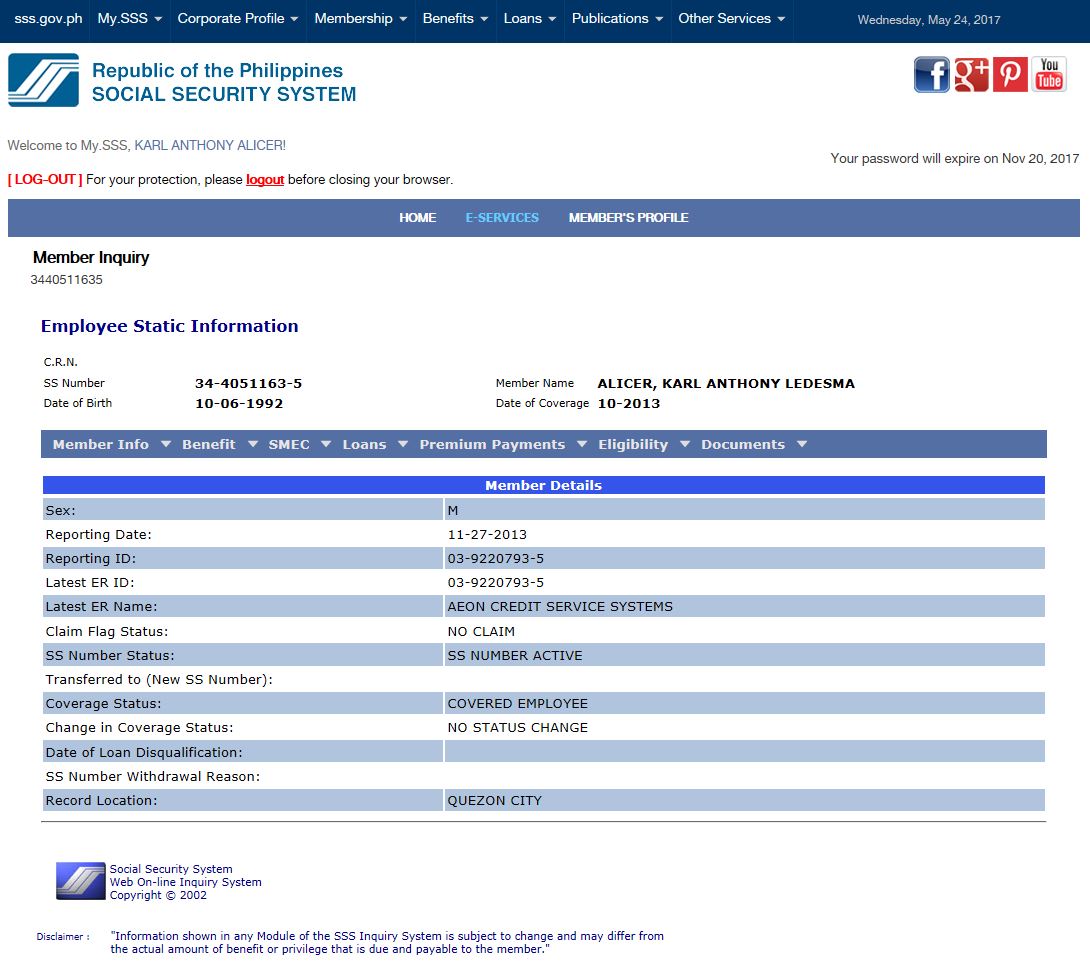 sss.gov.ph My.SSS Corporate Profile Membership Benefits Loans Publications Other Services Wednesday, May 24, 2017
Republic of the Philippines
SOCIAL SECURITY SYSTEM
f g+ P You Tube
Welcome to My.SSS, KARL ANTHONY ALICER!
Your password will expire on Nov 20, 2017
[ LOG-OUT ] For your protection, please logout before closing your browser.
HOME E-SERVICES MEMBER'S PROFILE
Member Inquiry
3440511635
Employee Static Information
C.R.N.
SS Number 34-4051163-5 Member Name ALICER, KARL ANTHONY LEDESMA
Date of Birth 10-06-1992 Date of Coverage 10-2013
Member Info Benefit SMEC Loans Premium Payments Eligibility Documents
Member Details
Sex: M
Reporting Date: 11-27-2013
Reporting ID: 03-9220793-5
Latest ER ID: 03-9220793-5
Latest ER Name: AEON CREDIT SERVICE SYSTEMS
Claim Flag Status: NO CLAIM
SS Number Status: SS NUMBER ACTIVE
Transferred to (New SS Number):
Coverage Status: COVERED EMPLOYEE
Change in Coverage Status: NO STATUS CHANGE
Date of Loan Disqualification:
SS Number Withdrawal Reason:
Record Location: QUEZON CITY
Social Security System
Web On-line Inquiry System
Copyright © 2002
Disclaimer : "Information shown in any Module of the SSS Inquiry System is subject to change and may differ from
the actual amount of benefit or privilege that is due and payable to the member."